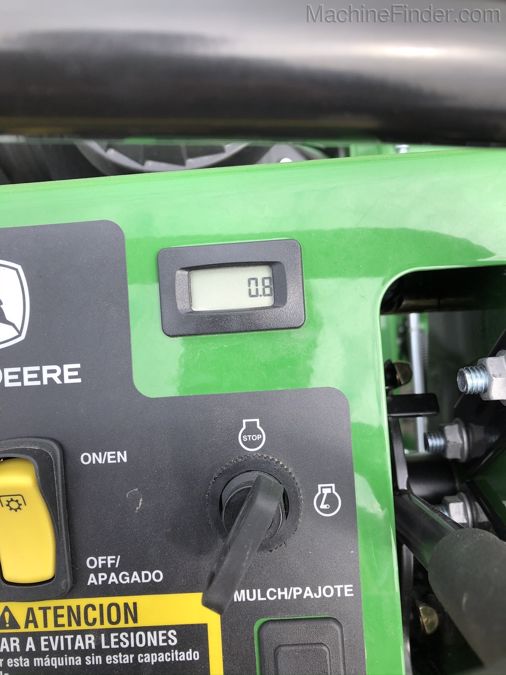 MachineFinder.com
0.8
DEERE
STOP
ON/EN
OFF/
APAGADO
MULCH/PAJOTE
ATENCION
AR A EVITAR LESIONES
r esta máquina sin estar capacitado